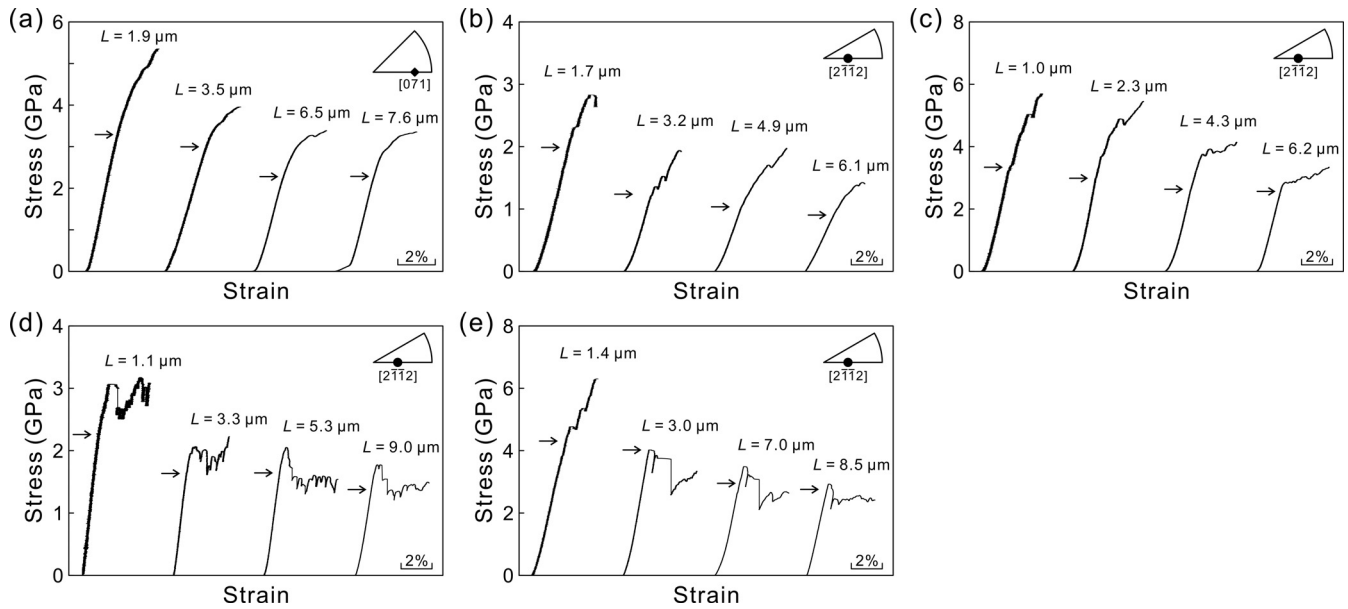 (a)
Stress (GPa)
6
5
4
3
2
1
0
L = 1.9 µm
L = 3.5 µm
L = 6.5 µm
L = 7.6 µm
[071]
2%
Strain
(b)
Stress (GPa)
4
3
2
1
0
L = 1.7 µm
L = 3.2 µm
L = 4.9 µm
L = 6.1 µm
[21̄1̄2]
2%
Strain
(c)
Stress (GPa)
8
6
4
2
0
L = 1.0 µm
L = 2.3 µm
L = 4.3 µm
L = 6.2 µm
[21̄1̄2]
2%
Strain
(d)
Stress (GPa)
4
3
2
1
0
L = 1.1 µm
L = 3.3 µm
L = 5.3 µm
L = 9.0 µm
[21̄1̄2]
2%
Strain
(e)
Stress (GPa)
8
6
4
2
0
L = 1.4 µm
L = 3.0 µm
L = 7.0 µm
L = 8.5 µm
[21̄1̄2]
2%
Strain